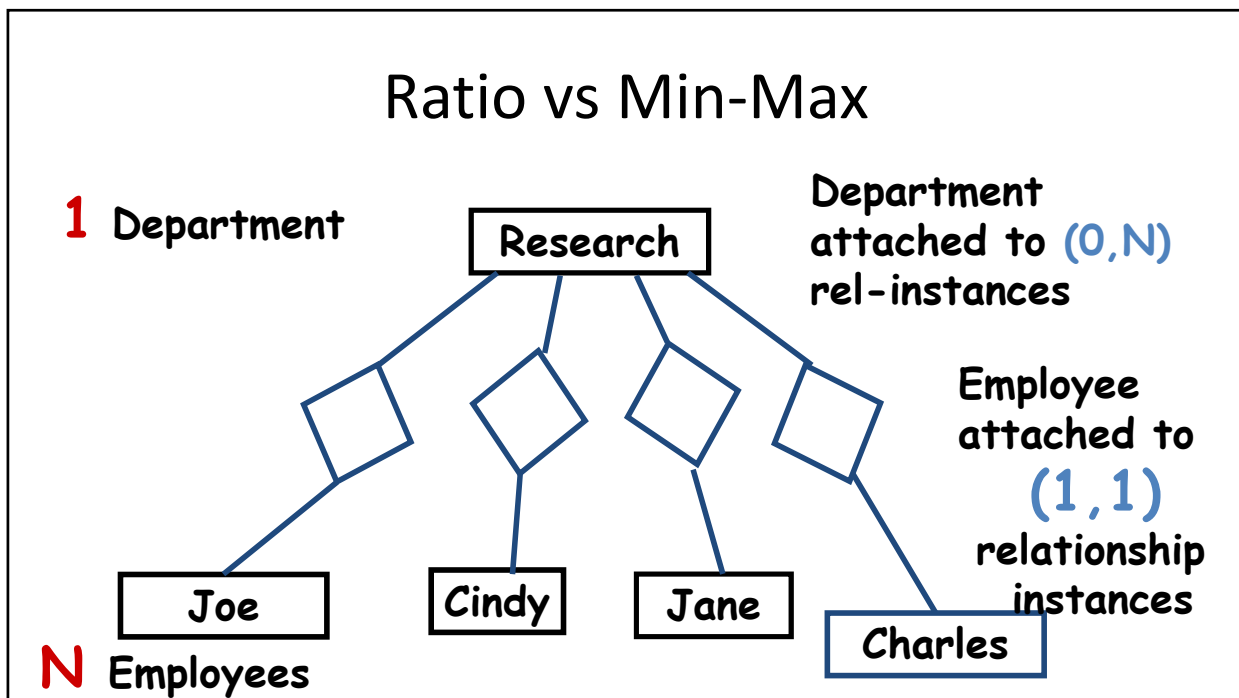 Ratio vs Min-Max
1 Department
Research
Department
attached to (0,N)
rel-instances
Employee
attached to
(1,1)
relationship
instances
Joe
Cindy
Jane
Charles
N Employees